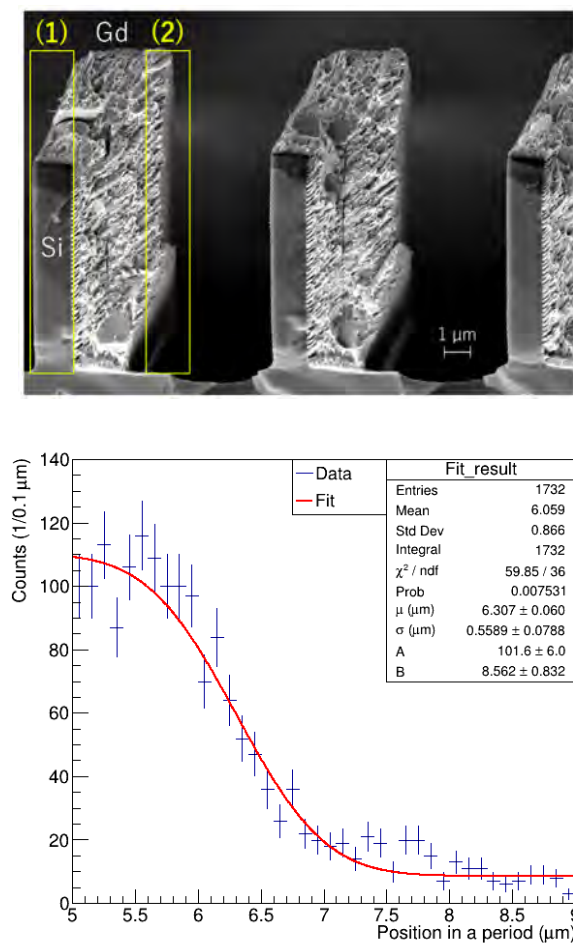 (1) Gd (2)
Si
1 μm
Counts (1/0.1 μm)
140
120
100
80
60
40
20
0
5 5.5 6 6.5 7 7.5 8 8.5 9
Position in a period (μm)
Data
Fit
Fit_result
Entries 1732
Mean 6.059
Std Dev 0.866
Integral 1732
χ² / ndf 59.85 / 36
Prob 0.007531
μ (μm) 6.307 ± 0.060
σ (μm) 0.5589 ± 0.0788
A 101.6 ± 6.0
B 8.562 ± 0.832